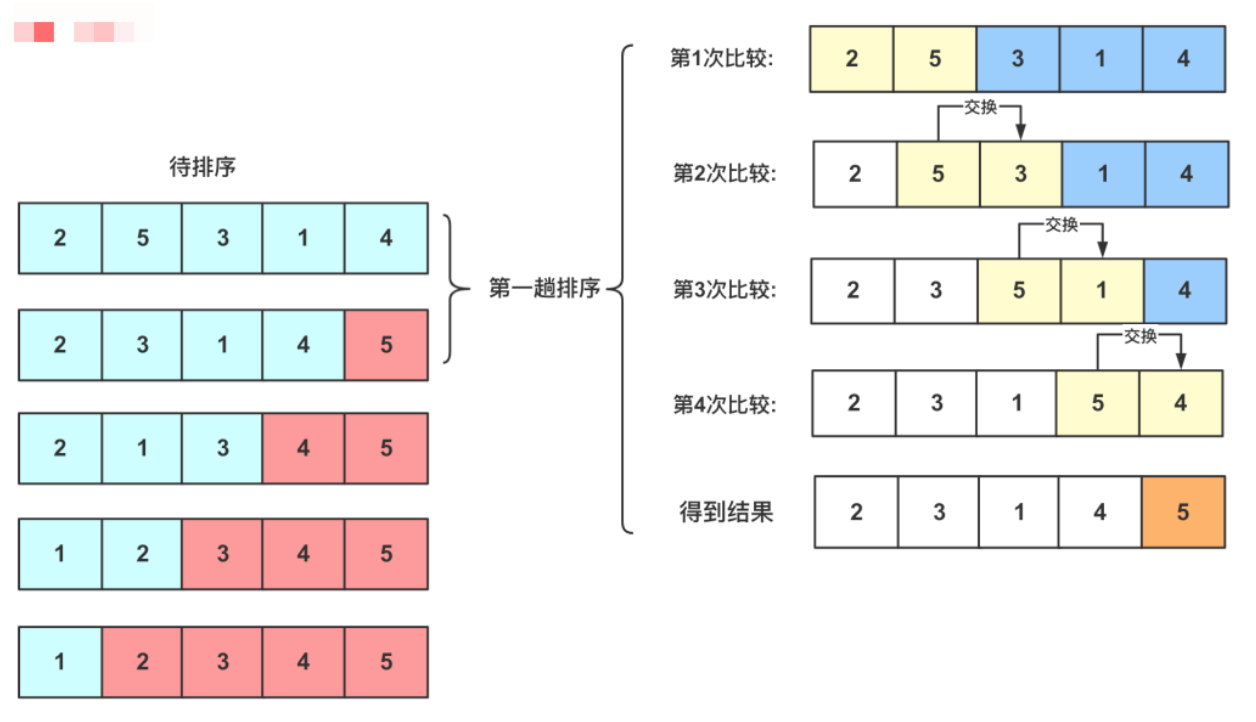 待排序
2 5 3 1 4
2 3 1 4 5
2 1 3 4 5
1 2 3 4 5
1 2 3 4 5
第一趟排序
第1次比较: 2 5 3 1 4
交换
第2次比较: 2 5 3 1 4
交换
第3次比较: 2 3 5 1 4
交换
第4次比较: 2 3 1 5 4
得到结果 2 3 1 4 5